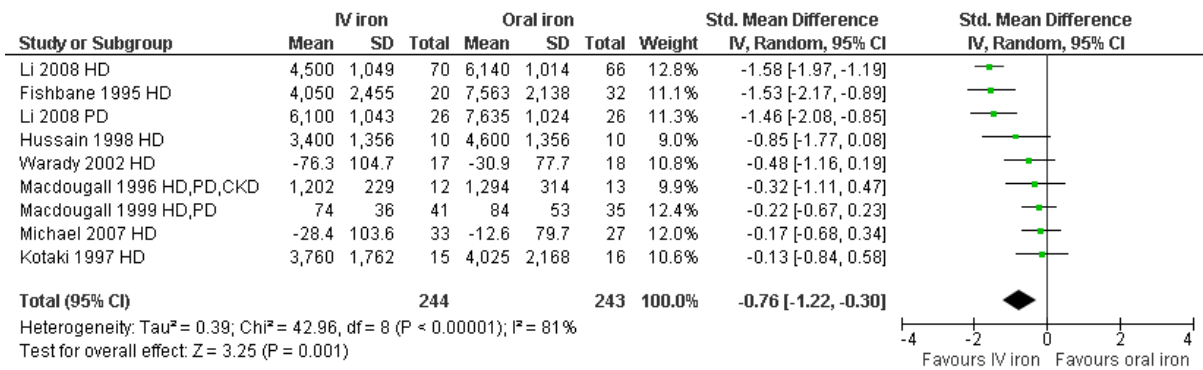 IV iron Oral iron Std. Mean Difference Std. Mean Difference
Study or Subgroup Mean SD Total Mean SD Total Weight IV, Random, 95% CI IV, Random, 95% CI
Li 2008 HD 4,500 1,049 70 6,140 1,014 66 12.8% -1.58 [-1.97, -1.19]
Fishbane 1995 HD 4,050 2,455 20 7,563 2,138 32 11.1% -1.53 [-2.17, -0.89]
Li 2008 PD 6,100 1,043 26 7,635 1,024 26 11.3% -1.46 [-2.08, -0.85]
Hussain 1998 HD 3,400 1,356 10 4,600 1,356 10 9.0% -0.85 [-1.77, 0.08]
Warady 2002 HD -76.3 104.7 17 -30.9 77.7 18 10.8% -0.48 [-1.16, 0.19]
Macdougall 1996 HD,PD,CKD 1,202 229 12 1,294 314 13 9.9% -0.32 [-1.11, 0.47]
Macdougall 1999 HD,PD 74 36 41 84 53 35 12.4% -0.22 [-0.67, 0.23]
Michael 2007 HD -28.4 103.6 33 -12.6 79.7 27 12.0% -0.17 [-0.68, 0.34]
Kotaki 1997 HD 3,760 1,762 15 4,025 2,168 16 10.6% -0.13 [-0.84, 0.58]
Total (95% CI) 244 243 100.0% -0.76 [-1.22, -0.30]
Heterogeneity: Tau² = 0.39; Chi² = 42.96, df = 8 (P < 0.00001); I² = 81%
Test for overall effect: Z = 3.25 (P = 0.001)
-4 -2 0 2 4
Favours IV iron Favours oral iron